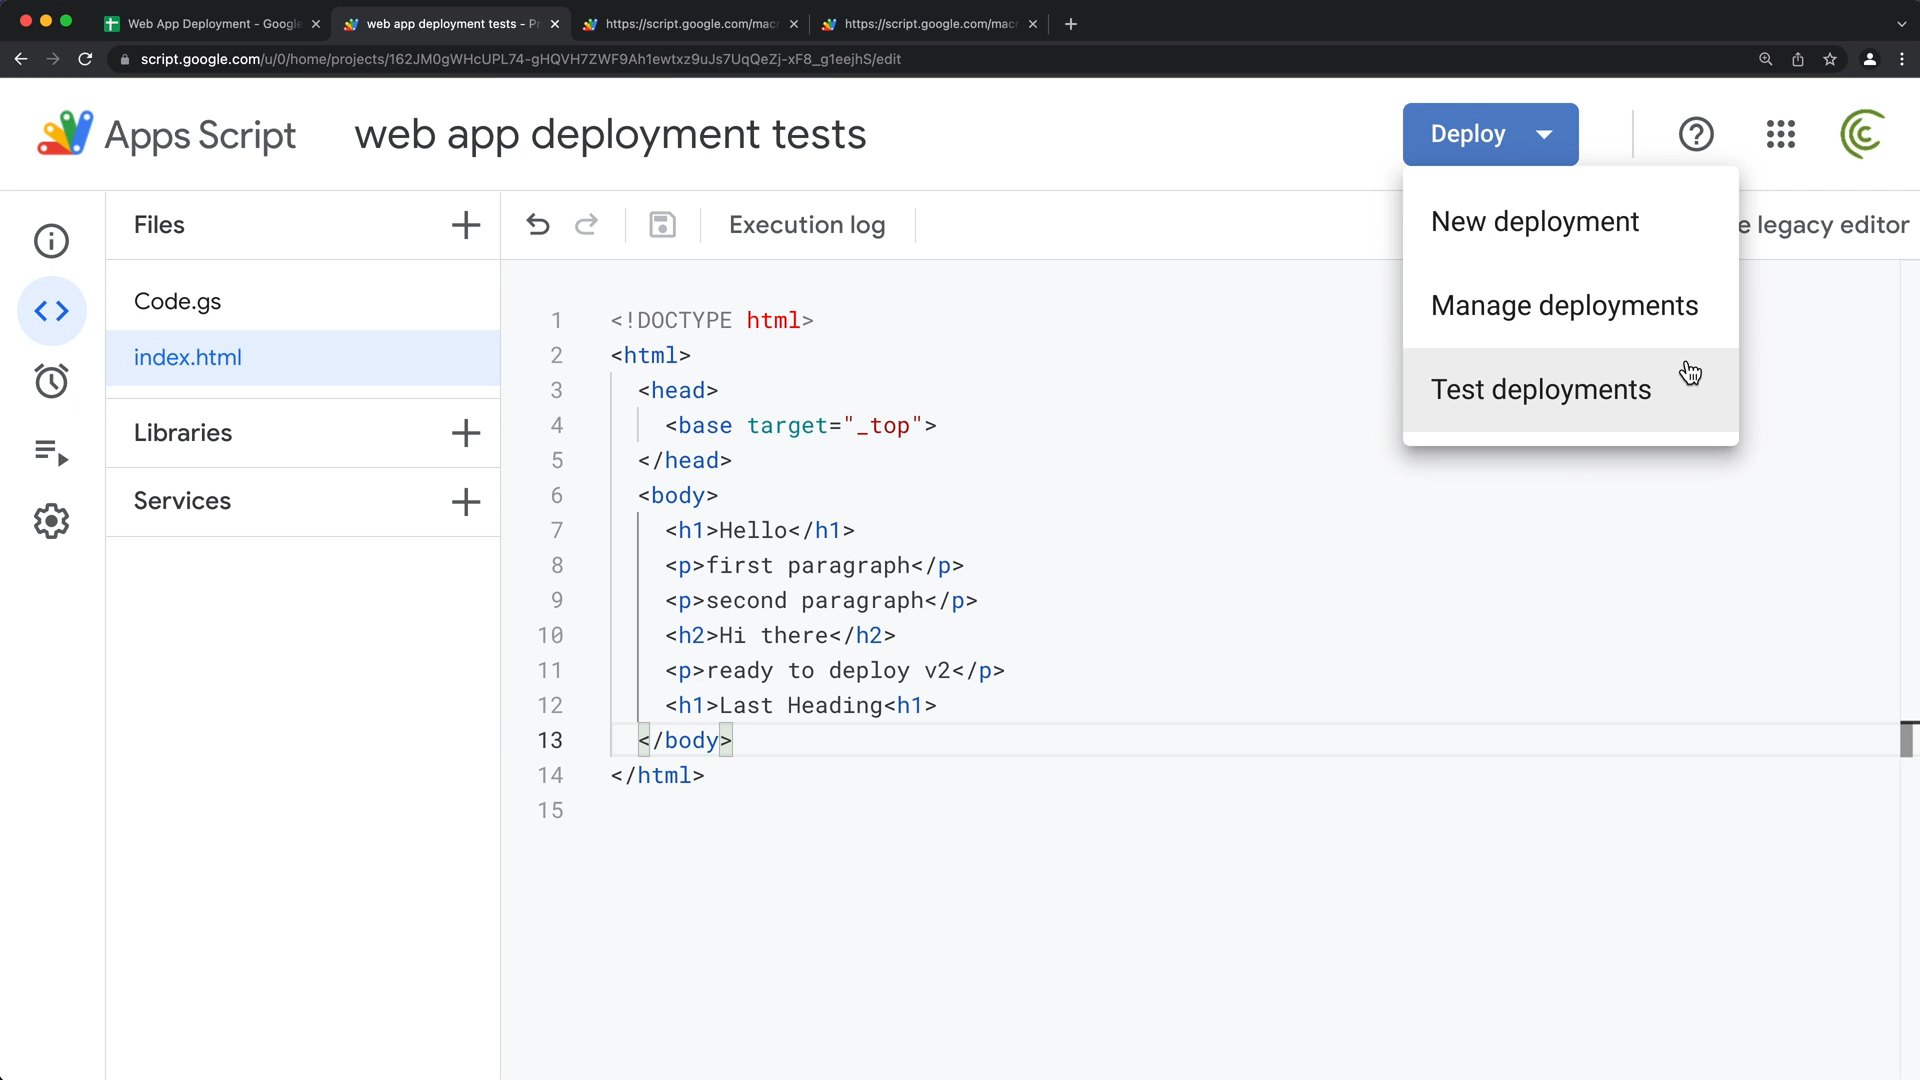 Web App Deployment - Google
web app deployment tests - Pr
https://script.google.com/macr
https://script.google.com/macr
script.google.com/u/0/home/projects/162JM0gWHcUPL74-gHQVH7ZWF9Ah1ewtxz9uJs7UqQeZj-xF8_g1eejhS/edit
Apps Script
web app deployment tests
Deploy
New deployment
Manage deployments
Test deployments
Files
Execution log
e legacy editor
Code.gs
index.html
Libraries
Services
1 <!DOCTYPE html>
2 <html>
3 <head>
4 <base target="_top">
5 </head>
6 <body>
7 <h1>Hello</h1>
8 <p>first paragraph</p>
9 <p>second paragraph</p>
10 <h2>Hi there</h2>
11 <p>ready to deploy v2</p>
12 <h1>Last Heading<h1>
13 </body>
14 </html>
15